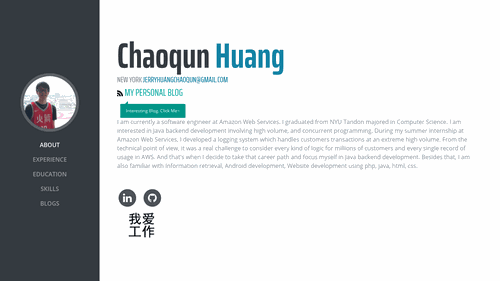 Chaoqun Huang
NEW YORK JERRYHUANGCHAOQUN@GMAIL.COM
MY PERSONAL BLOG
Interesting Blog. Click Me !
I am currently a software engineer at Amazon Web Services. I graduated from NYU Tandon majored in Computer Science. I am
interested in Java backend development involving high volume, and concurrent programming. During my summer internship at
Amazon Web Services, I developed a logging system which handles customers transactions at an extreme high volume. From the
technical point of view, it was a real challenge to consider every kind of logic for millions of customers and every single record of
usage in AWS. And that's when I decide to take that career path and focus myself in Java backend development. Besides that, I am
also familiar with Information retrieval, Android development, Website development using php, java, html, css.
ABOUT
EXPERIENCE
EDUCATION
SKILLS
BLOGS
in
我爱
工作